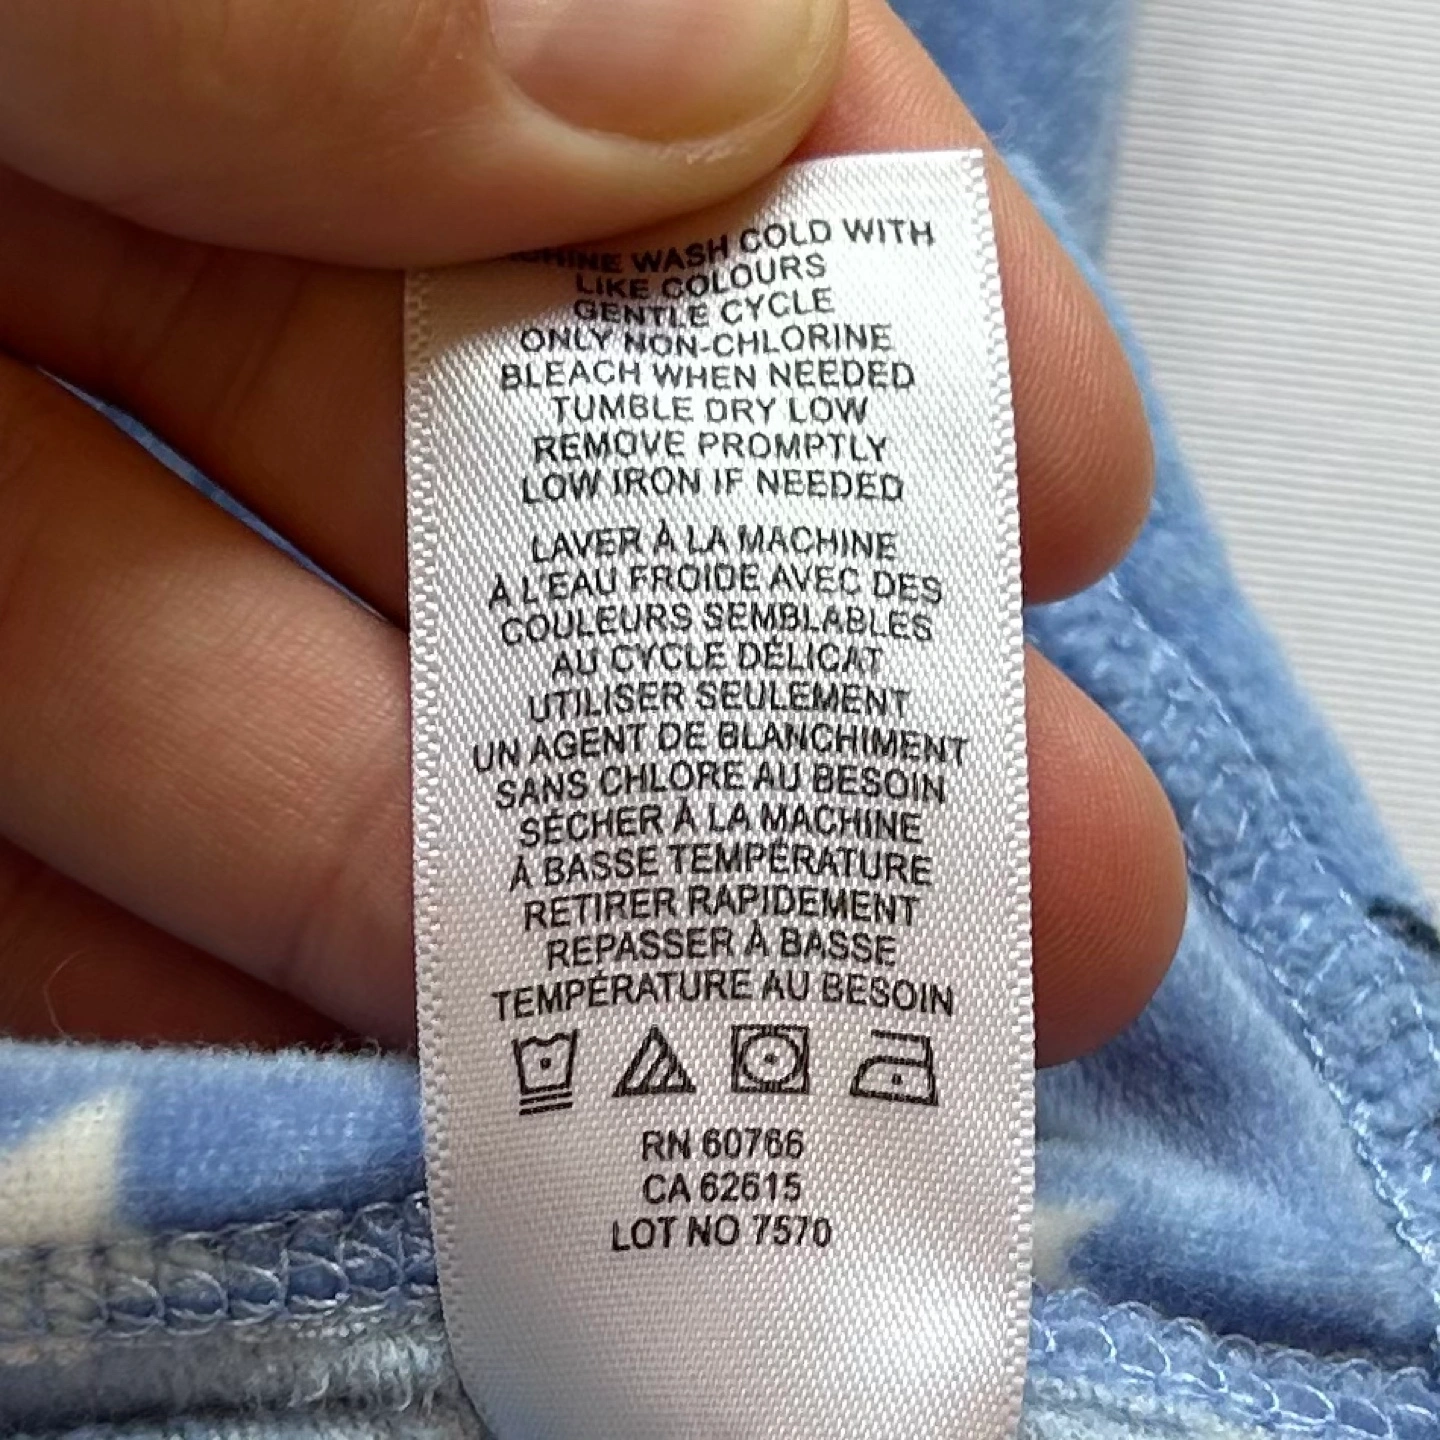 WASH COLD WITH
LIKE COLOURS
GENTLE CYCLE
ONLY NON-CHLORINE
BLEACH WHEN NEEDED
TUMBLE DRY LOW
REMOVE PROMPTLY
LOW IRON IF NEEDED
LAVER À LA MACHINE
À L'EAU FROIDE AVEC DES
COULEURS SEMBLABLES
AU CYCLE DÉLICAT
UTILISER SEULEMENT
UN AGENT DE BLANCHIMENT
SANS CHLORE AU BESOIN
SÉCHER À LA MACHINE
À BASSE TEMPÉRATURE
RETIRER RAPIDEMENT
REPASSER À BASSE
TEMPÉRATURE AU BESOIN
RN 60766
CA 62615
LOT NO 7570